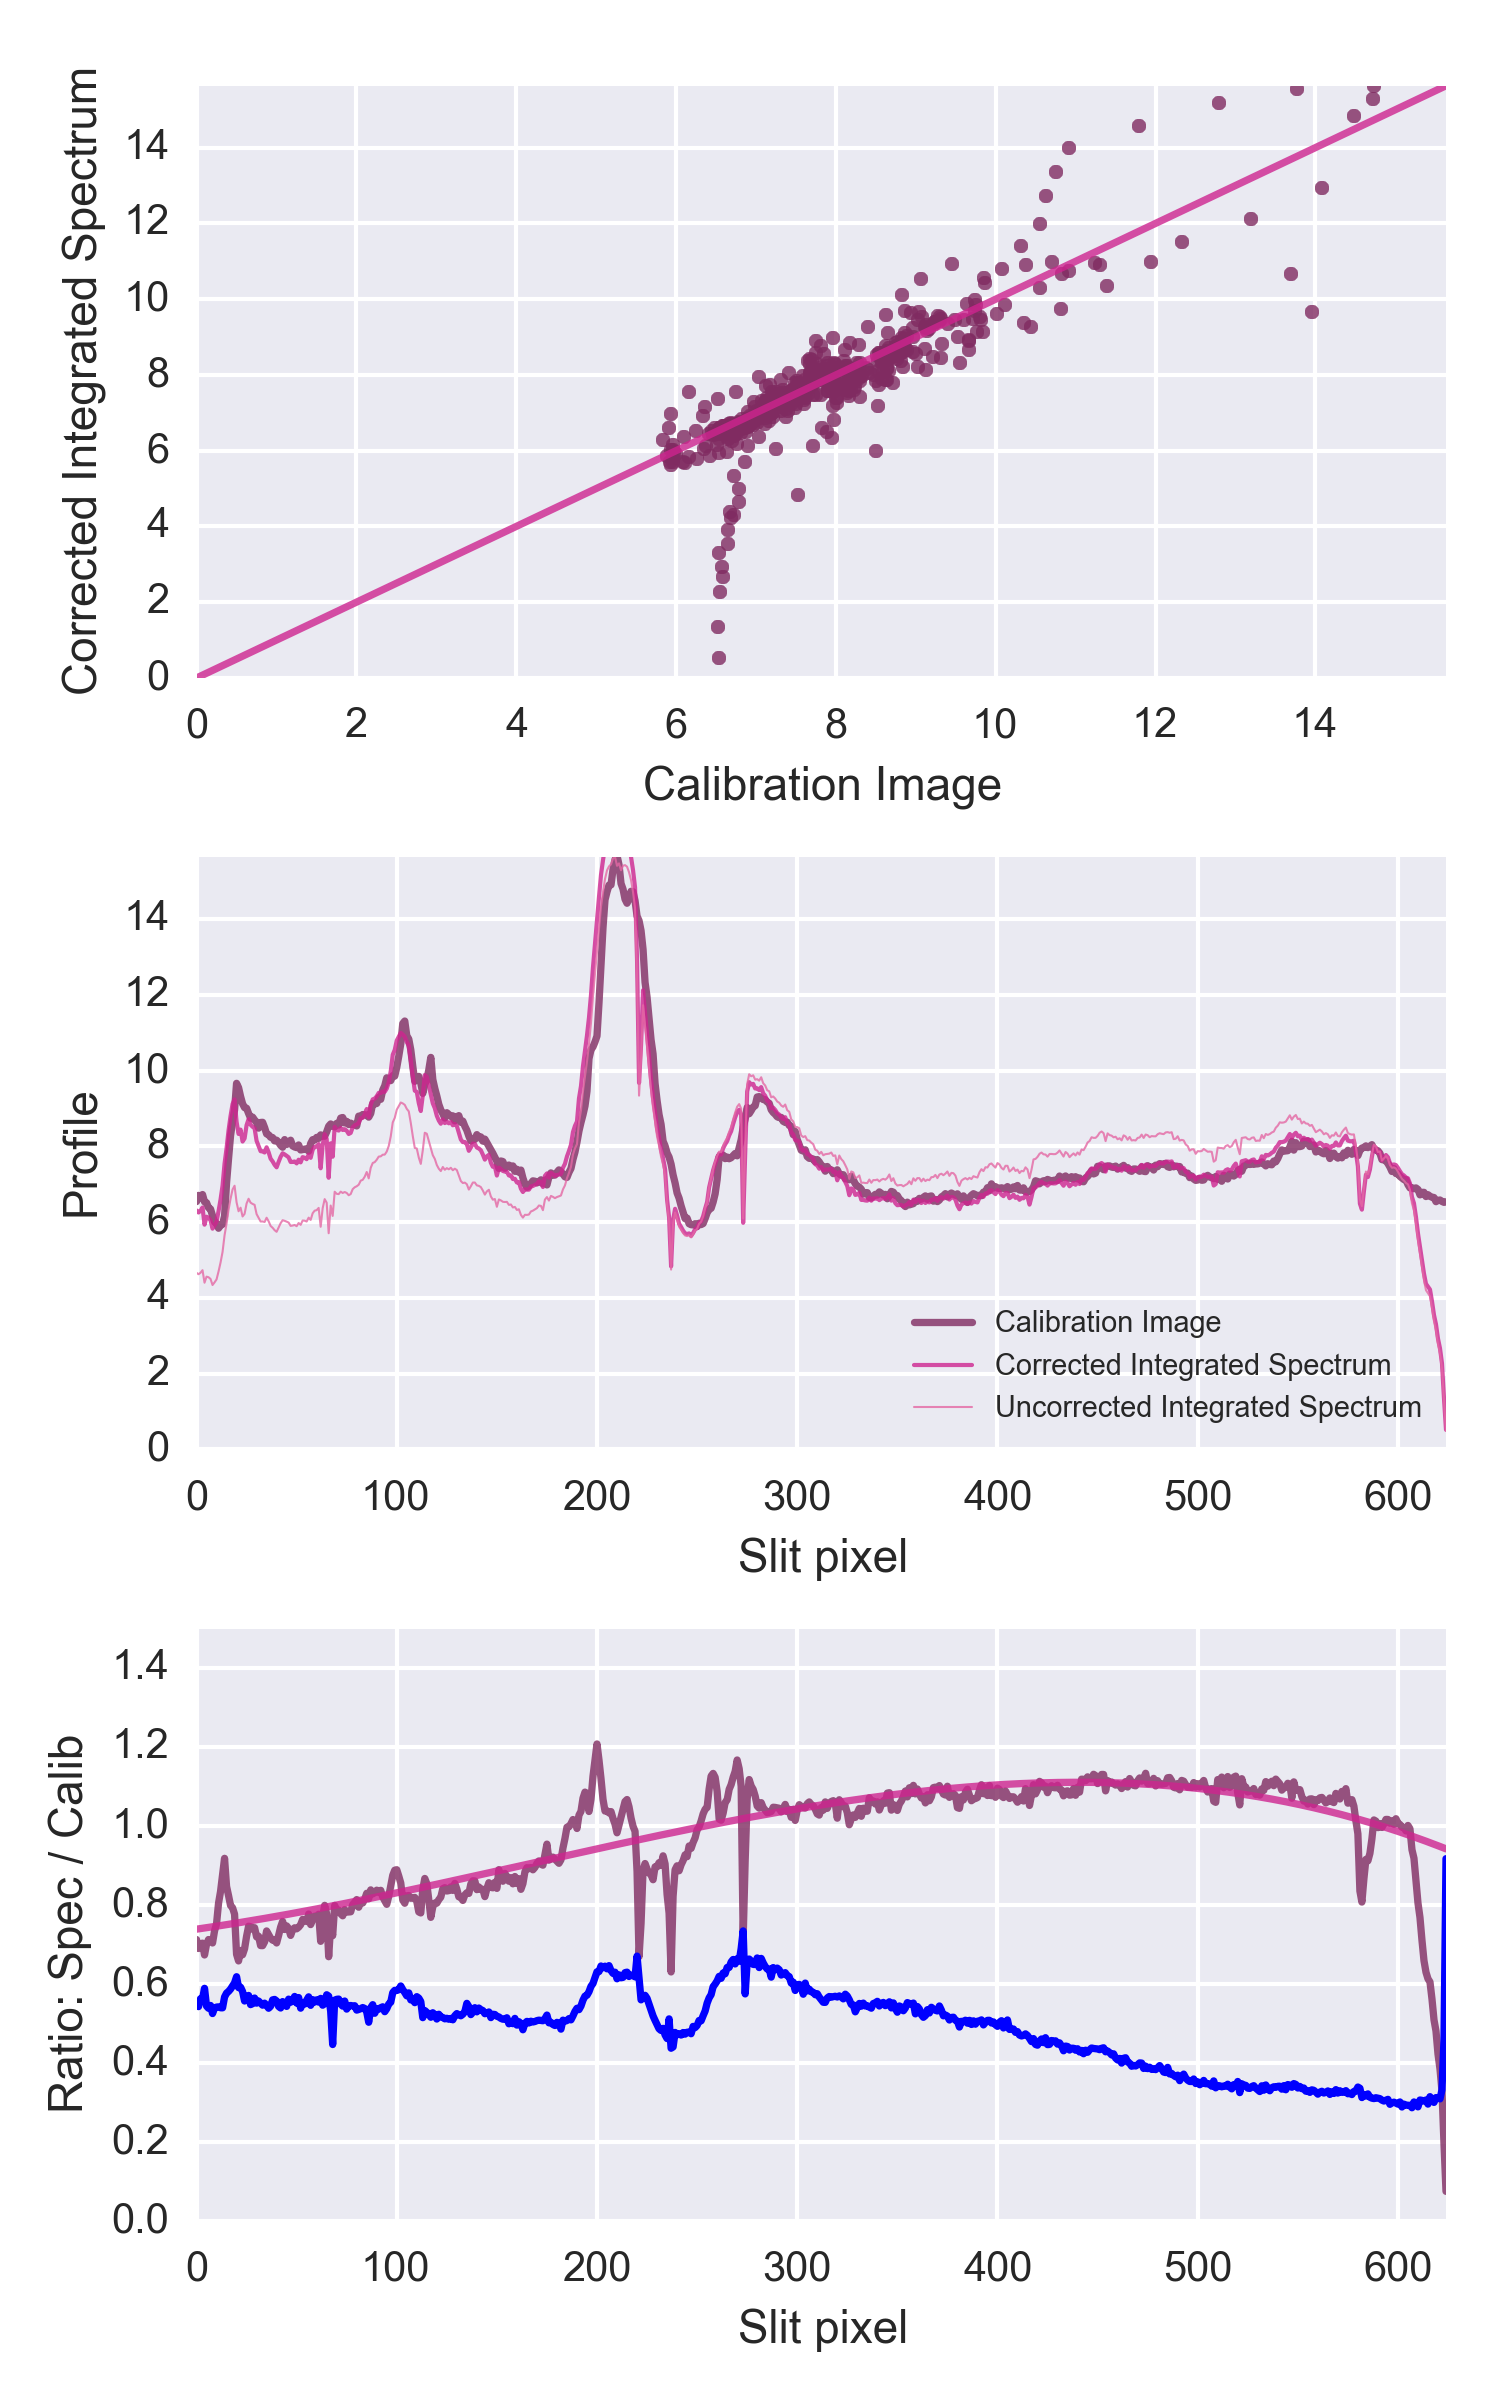 Corrected Integrated Spectrum
14
12
10
8
6
4
2
0
0 2 4 6 8 10 12 14
Calibration Image
Profile
14
12
10
8
6
4
2
0
Calibration Image
Corrected Integrated Spectrum
Uncorrected Integrated Spectrum
0 100 200 300 400 500 600
Slit pixel
Ratio: Spec / Calib
1.4
1.2
1.0
0.8
0.6
0.4
0.2
0.0
0 100 200 300 400 500 600
Slit pixel